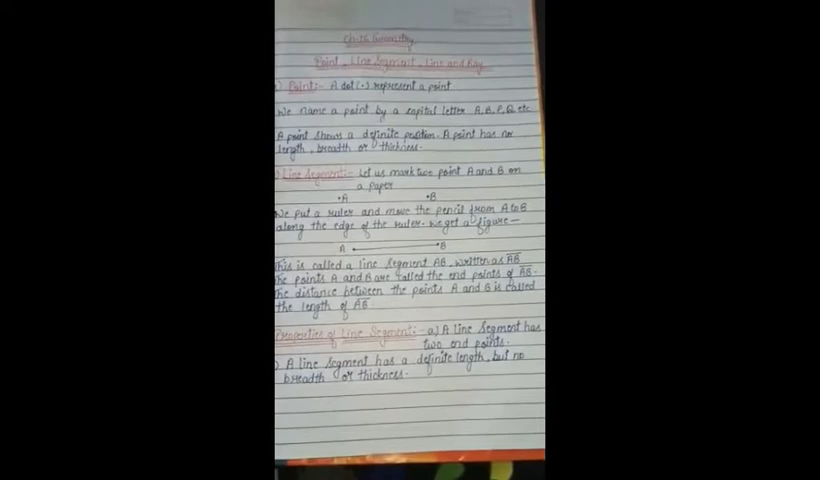 Ch-16 Geometry
Point, Line Segment, Line and Ray
Point:- A dot (•) represent a point
We name a point by a capital letter A, B, P, Q etc
A point shows a definite position. A point has no
length, breadth or thickness.
Line Segment:- Let us mark two point A and B on
a paper
•A •B
We put a ruler and move the pencil from A to B
along the edge of the ruler. We get a figure—
A B
This is called a line segment AB, written as A̅B̅
The points A and B are called the end points of A̅B̅.
The distance between the points A and B is called
the length of A̅B̅.
Properties of Line Segment:- a) A line Segment has
two end points.
) A line Segment has a definite length, but no
breadth or thickness.